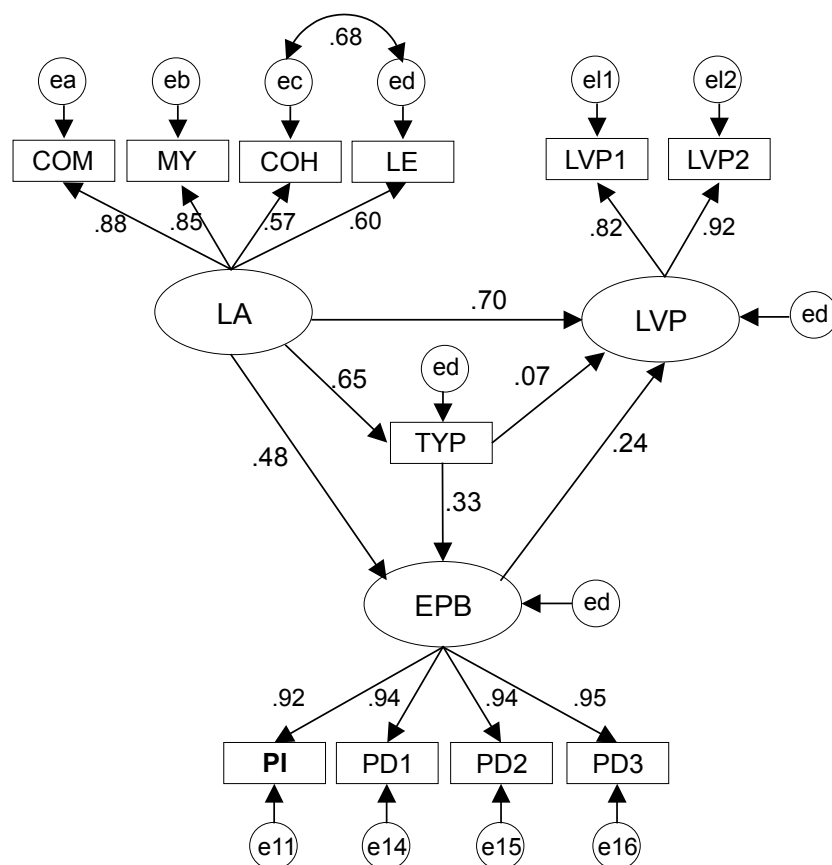 .68
ea eb ec ed el1 el2
COM MY COH LE LVP1 LVP2
.88 .85 .57 .60 .82 .92
LA .70 LVP ed
.65 ed .07
TYP
.48 .24
.33
EPB ed
.92 .94 .94 .95
PI PD1 PD2 PD3
e11 e14 e15 e16